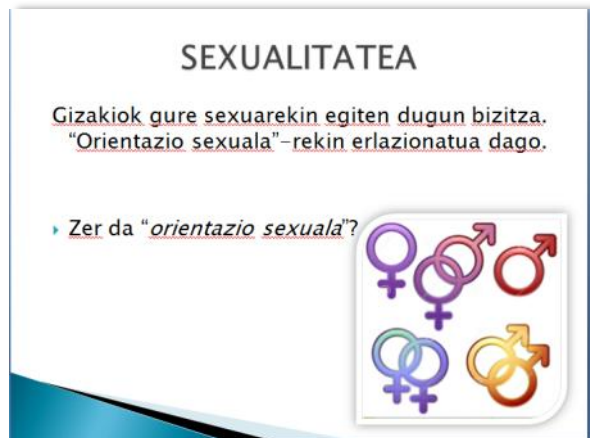 SEXUALITATEA
Gizakiok gure sexuarekin egiten dugun bizitza.
“Orientazio sexuala”-rekin erlazionatua dago.
Zer da “orientazio sexuala”?